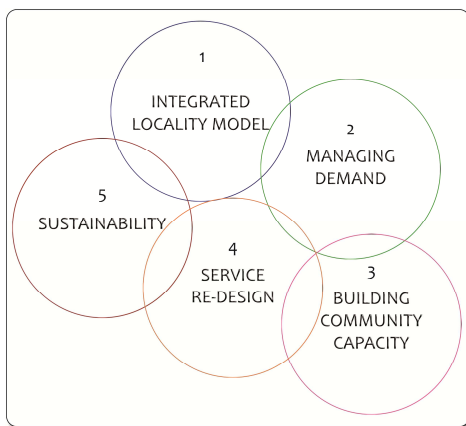 1
INTEGRATED
LOCALITY MODEL
2
MANAGING
DEMAND
3
BUILDING
COMMUNITY
CAPACITY
4
SERVICE
RE-DESIGN
5
SUSTAINABILITY